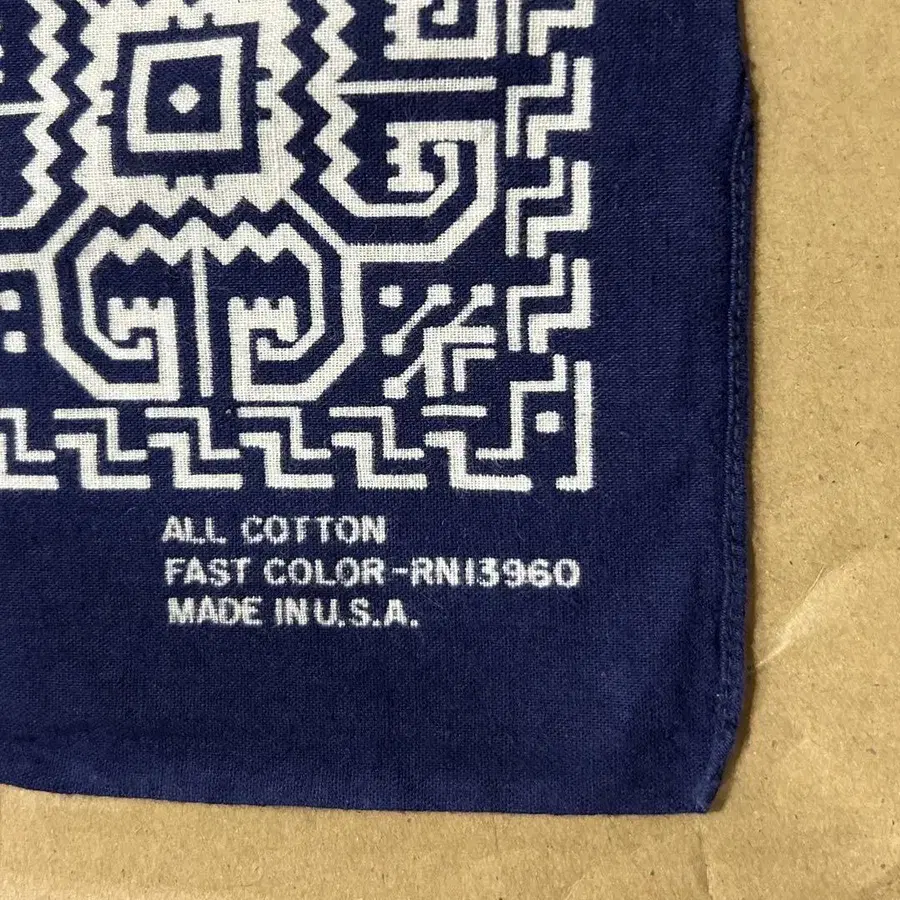 ALL COTTON
FAST COLOR-RN13960
MADE IN U.S.A.